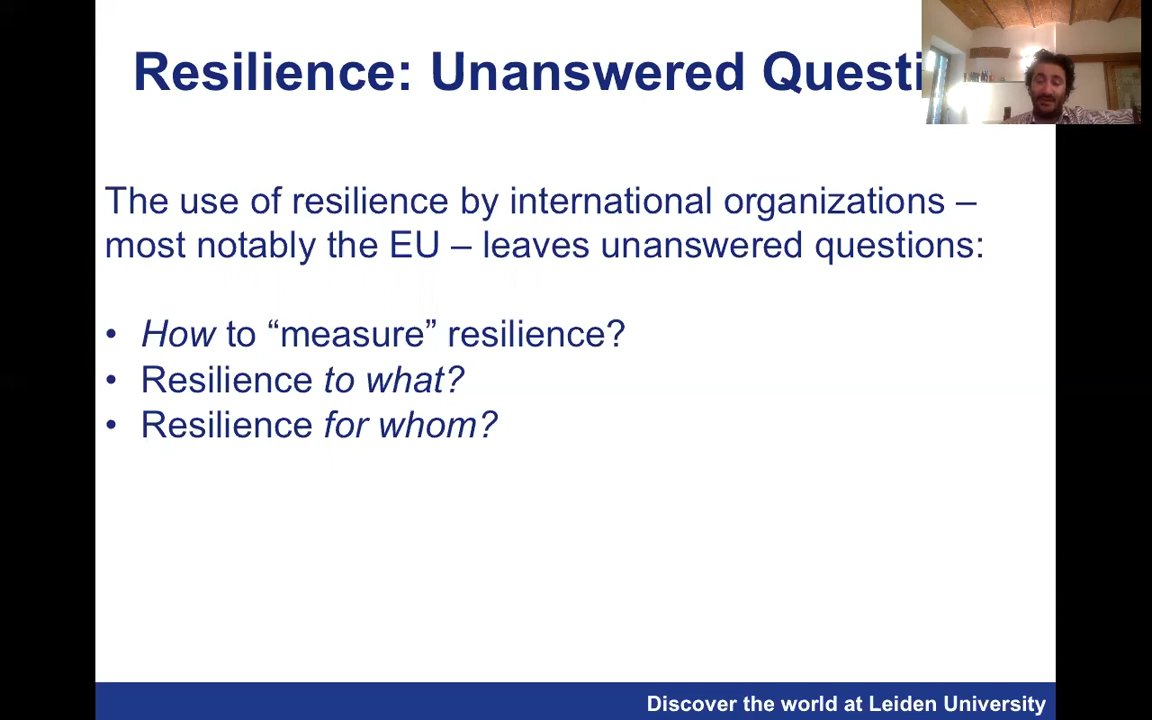 Resilience: Unanswered Questi
The use of resilience by international organizations –
most notably the EU – leaves unanswered questions:
• How to “measure” resilience?
• Resilience to what?
• Resilience for whom?
Discover the world at Leiden University